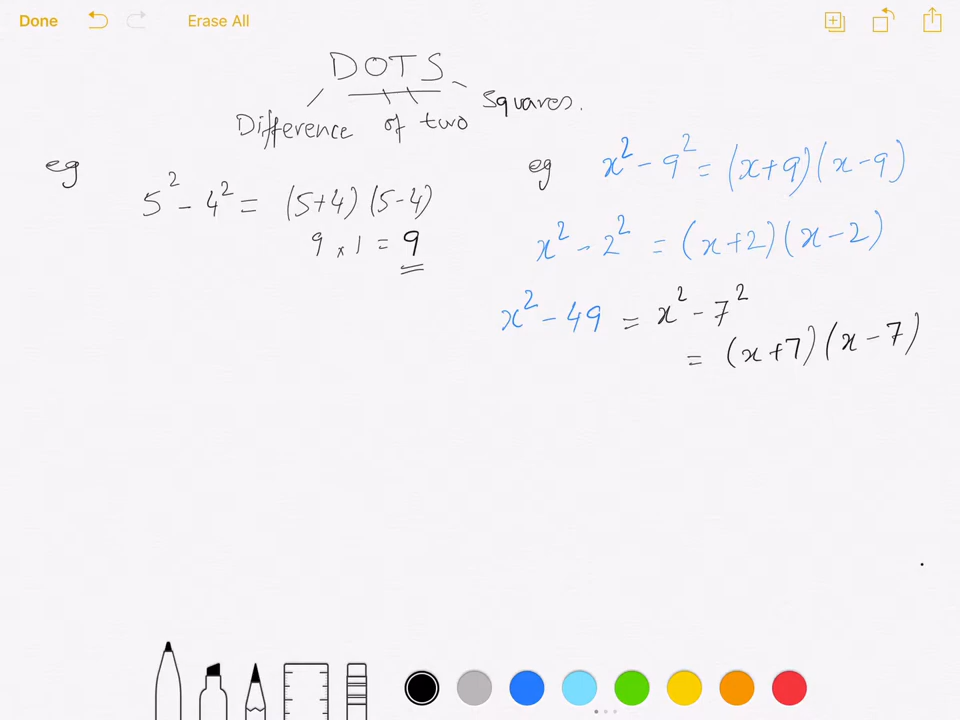 Done Erase All
DOTS
Difference of two squares.
eg
5² - 4² = (5+4) (5-4)
9 × 1 = 9
eg x² - 9² = (x+9)(x-9)
x² - 2² = (x+2)(x-2)
x² - 49 = x² - 7²
= (x+7)(x-7)